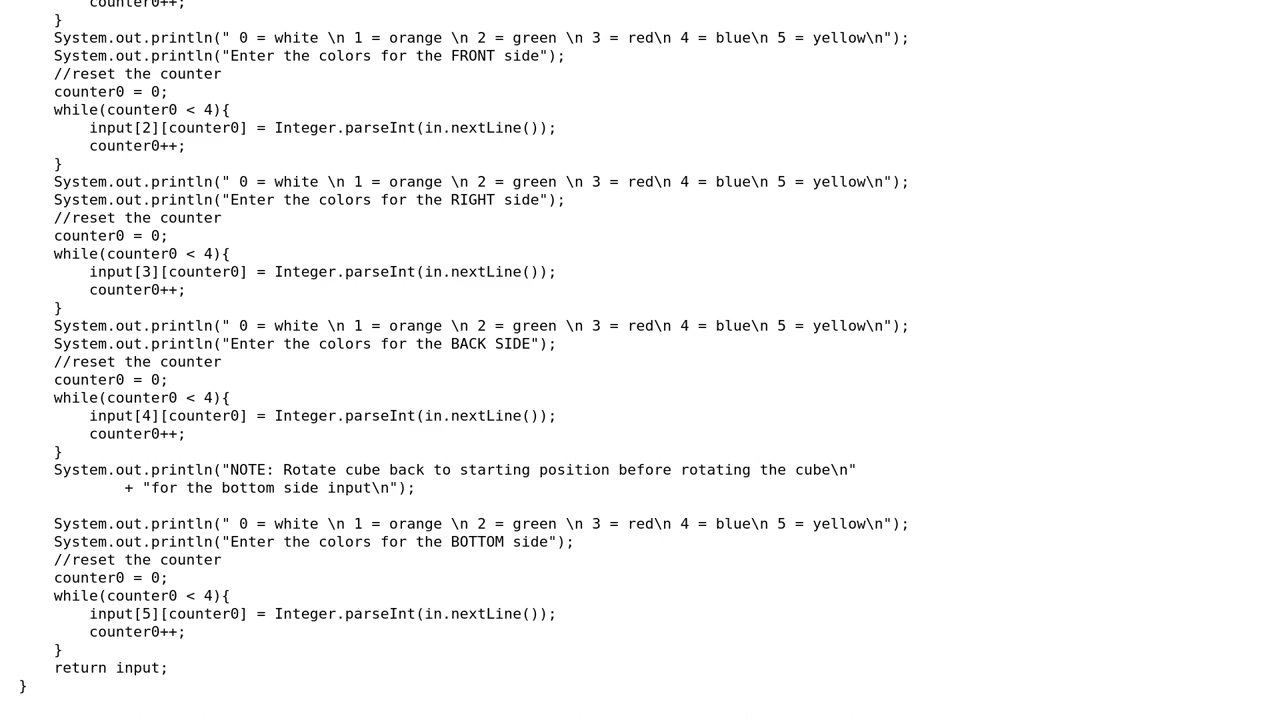 counter0++;
}
System.out.println(" 0 = white \n 1 = orange \n 2 = green \n 3 = red\n 4 = blue\n 5 = yellow\n");
System.out.println("Enter the colors for the FRONT side");
//reset the counter
counter0 = 0;
while(counter0 < 4){
input[2][counter0] = Integer.parseInt(in.nextLine());
counter0++;
}
System.out.println(" 0 = white \n 1 = orange \n 2 = green \n 3 = red\n 4 = blue\n 5 = yellow\n");
System.out.println("Enter the colors for the RIGHT side");
//reset the counter
counter0 = 0;
while(counter0 < 4){
input[3][counter0] = Integer.parseInt(in.nextLine());
counter0++;
}
System.out.println(" 0 = white \n 1 = orange \n 2 = green \n 3 = red\n 4 = blue\n 5 = yellow\n");
System.out.println("Enter the colors for the BACK SIDE");
//reset the counter
counter0 = 0;
while(counter0 < 4){
input[4][counter0] = Integer.parseInt(in.nextLine());
counter0++;
}
System.out.println("NOTE: Rotate cube back to starting position before rotating the cube\n"
+ "for the bottom side input\n");
System.out.println(" 0 = white \n 1 = orange \n 2 = green \n 3 = red\n 4 = blue\n 5 = yellow\n");
System.out.println("Enter the colors for the BOTTOM side");
//reset the counter
counter0 = 0;
while(counter0 < 4){
input[5][counter0] = Integer.parseInt(in.nextLine());
counter0++;
}
return input;
}